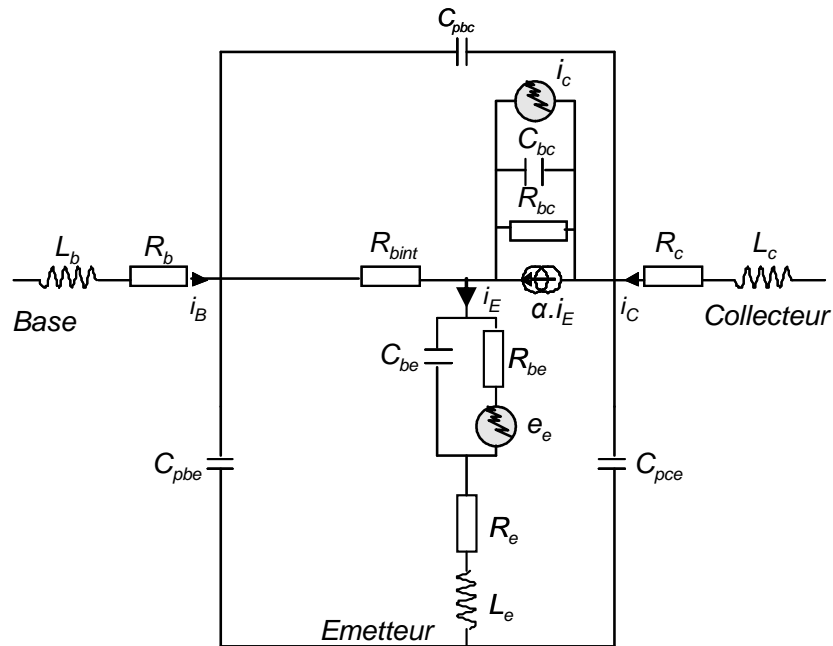 C_pbc
i_c
C_bc
R_bc
L_b R_b R_bint R_c L_c
Base i_B i_E α.i_E i_C Collecteur
C_be R_be
e_e
C_pbe C_pce
R_e
L_e
Emetteur